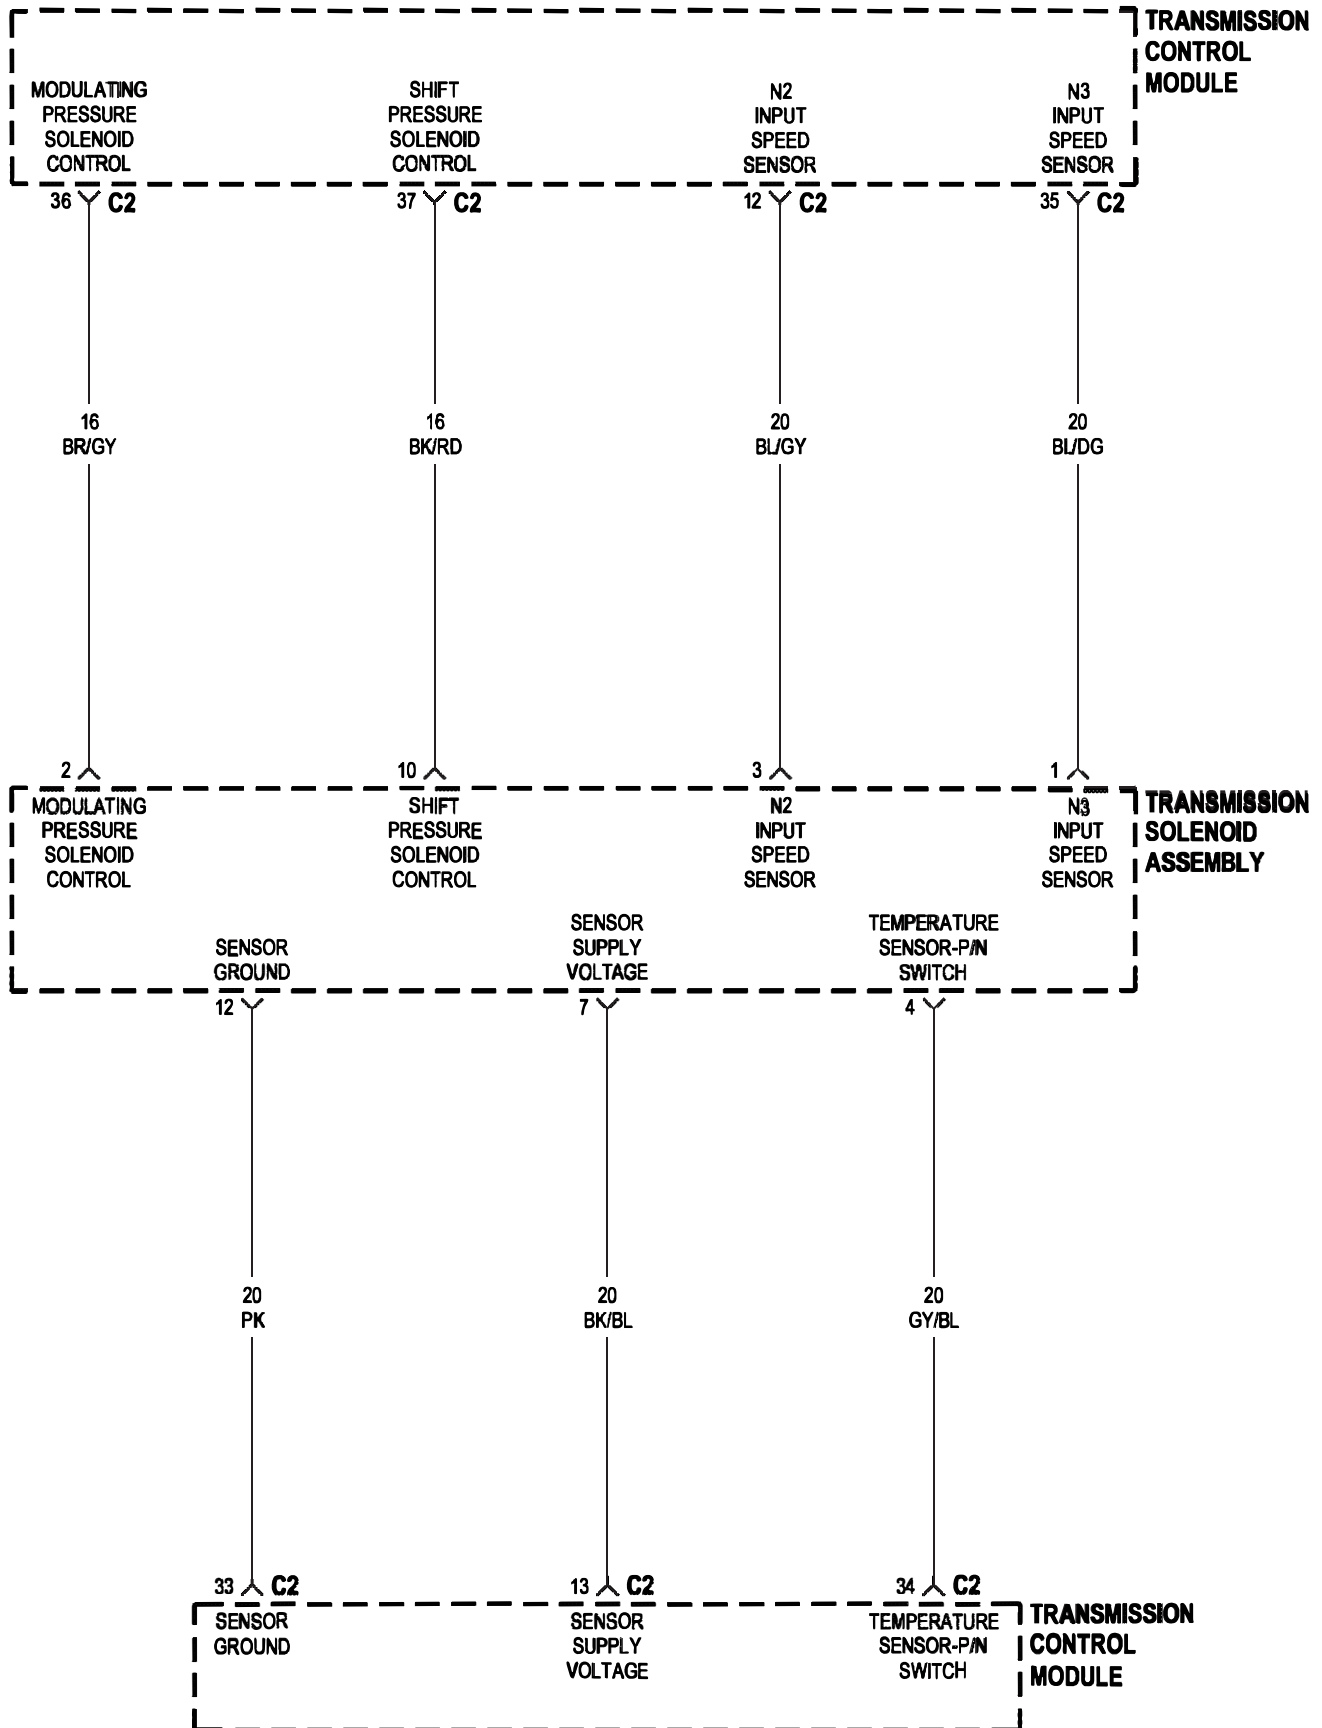 TRANSMISSION
CONTROL
MODULE
MODULATING
PRESSURE
SOLENOID
CONTROL
SHIFT
PRESSURE
SOLENOID
CONTROL
N2
INPUT
SPEED
SENSOR
N3
INPUT
SPEED
SENSOR
36 C2
37 C2
12 C2
35 C2
16
BR/GY
16
BK/RD
20
BL/GY
20
BL/DG
2
10
3
1
MODULATING
PRESSURE
SOLENOID
CONTROL
SHIFT
PRESSURE
SOLENOID
CONTROL
N2
INPUT
SPEED
SENSOR
N3
INPUT
SPEED
SENSOR
TRANSMISSION
SOLENOID
ASSEMBLY
SENSOR
GROUND
SENSOR
SUPPLY
VOLTAGE
TEMPERATURE
SENSOR-P/N
SWITCH
12
7
4
20
PK
20
BK/BL
20
GY/BL
33 C2
13 C2
34 C2
SENSOR
GROUND
SENSOR
SUPPLY
VOLTAGE
TEMPERATURE
SENSOR-P/N
SWITCH
TRANSMISSION
CONTROL
MODULE